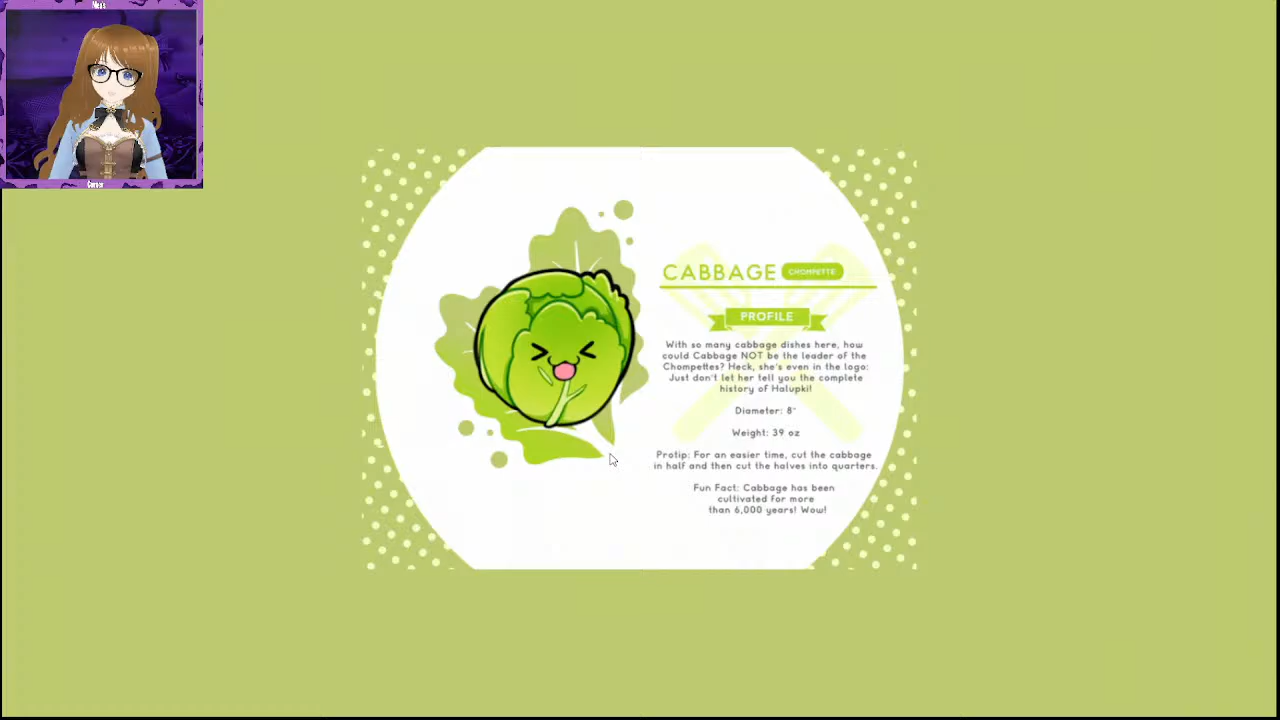 Corner
CABBAGE CHOMPETTE
PROFILE
With so many cabbage dishes here, how
could Cabbage NOT be the leader of the
Chompettes? Heck, she's even in the logo:
Just don't let her tell you the complete
history of Halupki!
Diameter: 8"
Weight: 39 oz
Protip: For an easier time, cut the cabbage
in half and then cut the halves into quarters.
Fun Fact: Cabbage has been
cultivated for more
than 6,000 years! Wow!